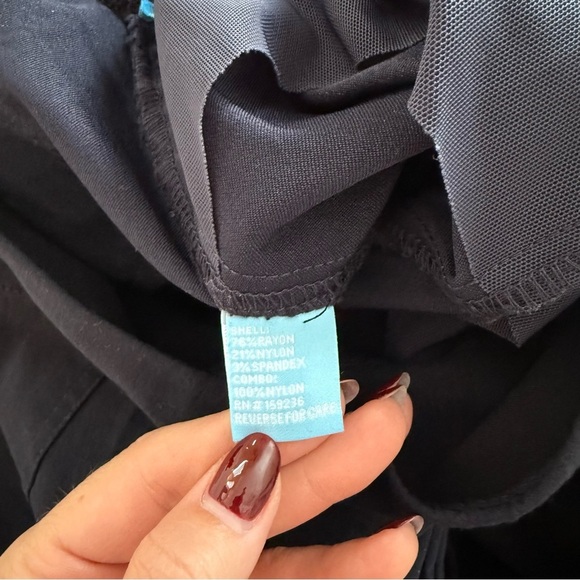 SHELL:
76% RAYON
21% NYLON
3% SPANDEX
COMBO:
100% NYLON
RN # 159236
REVERSE FOR CARE